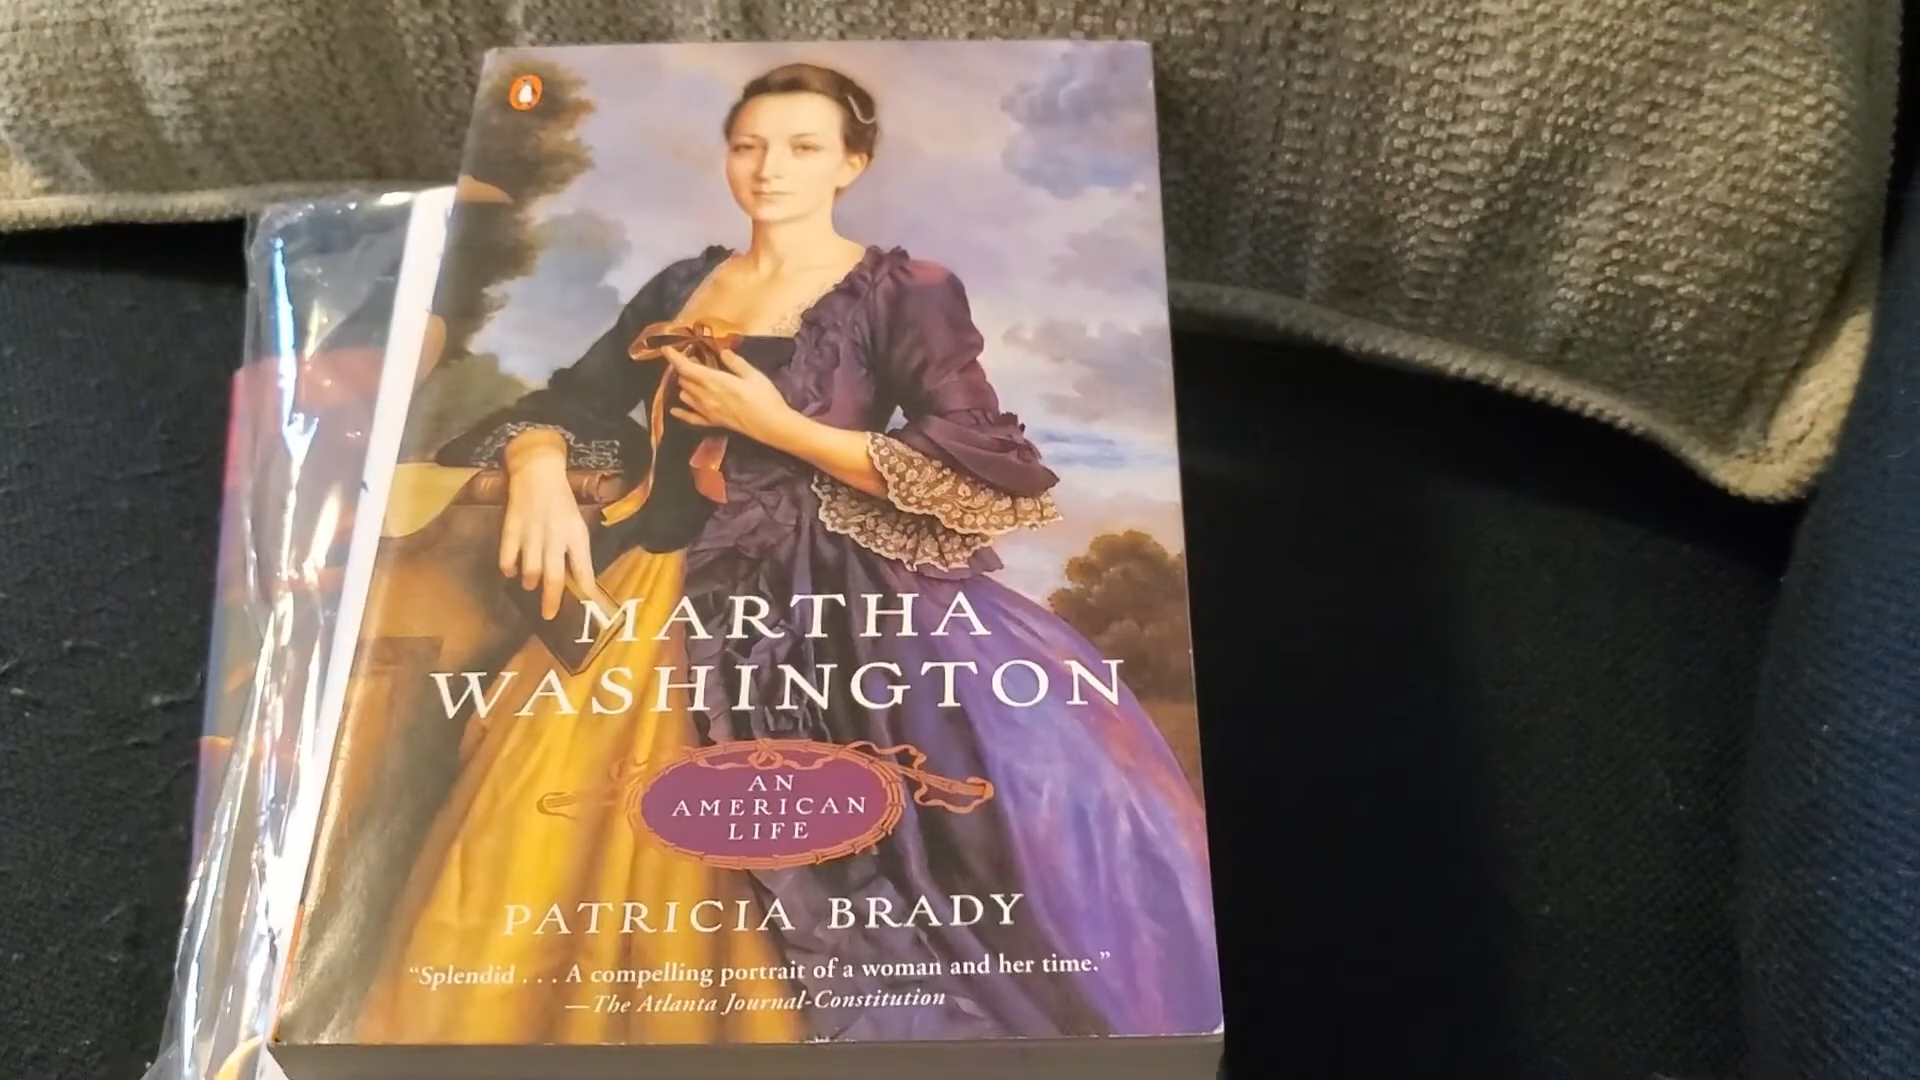 MARTHA
WASHINGTON
AN
AMERICAN
LIFE
PATRICIA BRADY
“Splendid . . . A compelling portrait of a woman and her time.”
—The Atlanta Journal-Constitution